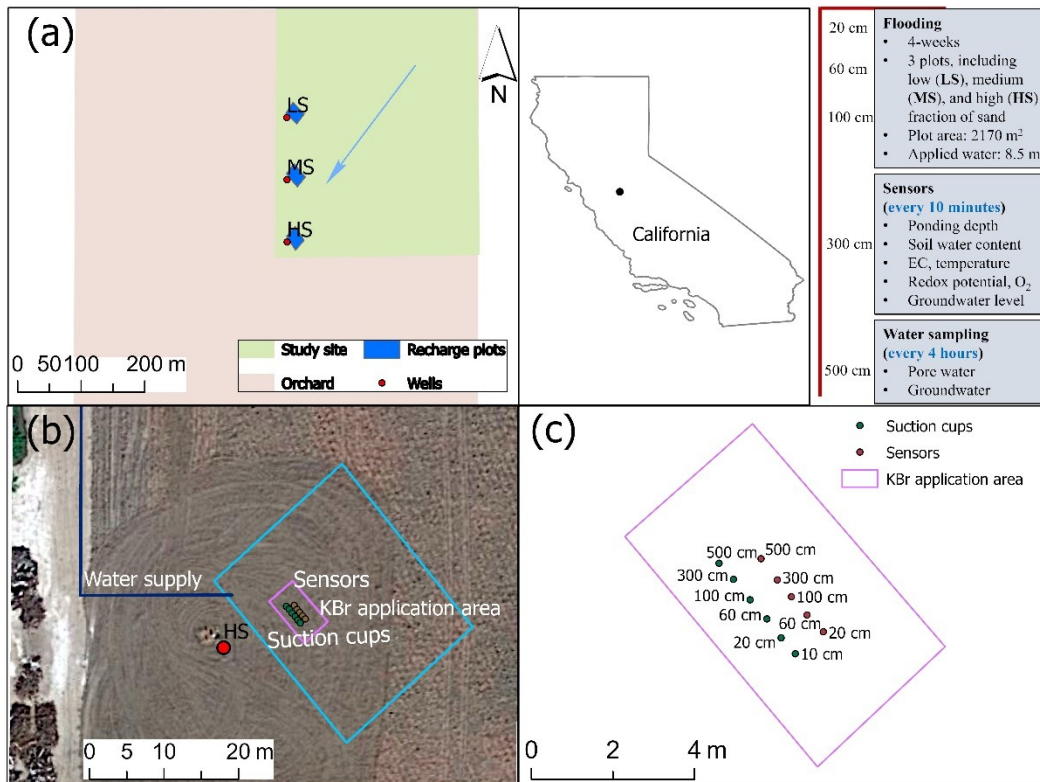 (a)
N
LS
MS
HS
0 50 100 200 m
Study site
Recharge plots
Orchard
Wells
California
20 cm
60 cm
100 cm
300 cm
500 cm
Flooding
• 4-weeks
• 3 plots, including
low (LS), medium
(MS), and high (HS)
fraction of sand
• Plot area: 2170 m²
• Applied water: 8.5 m
Sensors
(every 10 minutes)
• Ponding depth
• Soil water content
• EC, temperature
• Redox potential, O₂
• Groundwater level
Water sampling
(every 4 hours)
• Pore water
• Groundwater
(b)
Water supply
Sensors
KBr application area
Suction cups
HS
0 10 20 m
(c)
Suction cups
Sensors
KBr application area
500 cm
500 cm
300 cm
300 cm
100 cm
100 cm
60 cm
60 cm
20 cm
20 cm
10 cm
0 2 4 m